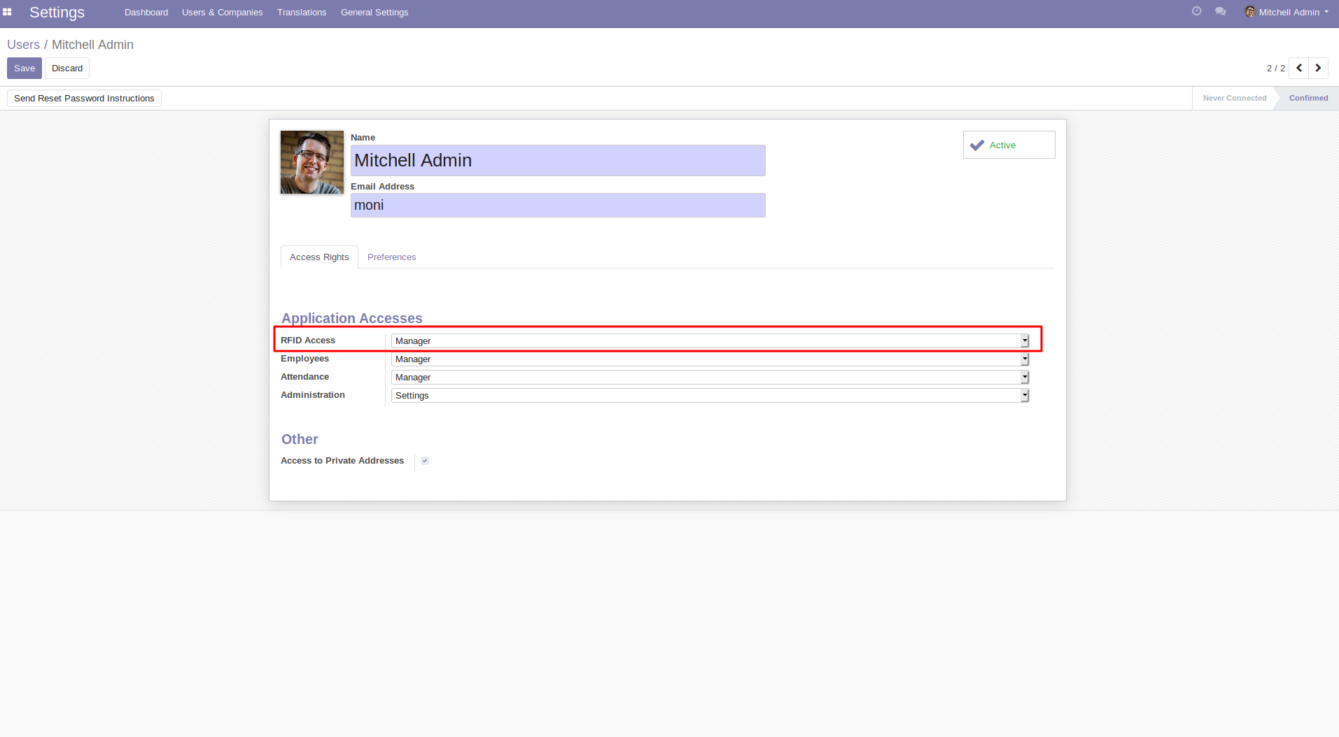 Settings Dashboard Users & Companies Translations General Settings Mitchell Admin
Users / Mitchell Admin
Save Discard 2 / 2
Send Reset Password Instructions Never Connected Confirmed
Name
Mitchell Admin
Active
Email Address
moni
Access Rights Preferences
Application Accesses
RFID Access Manager
Employees Manager
Attendance Manager
Administration Settings
Other
Access to Private Addresses